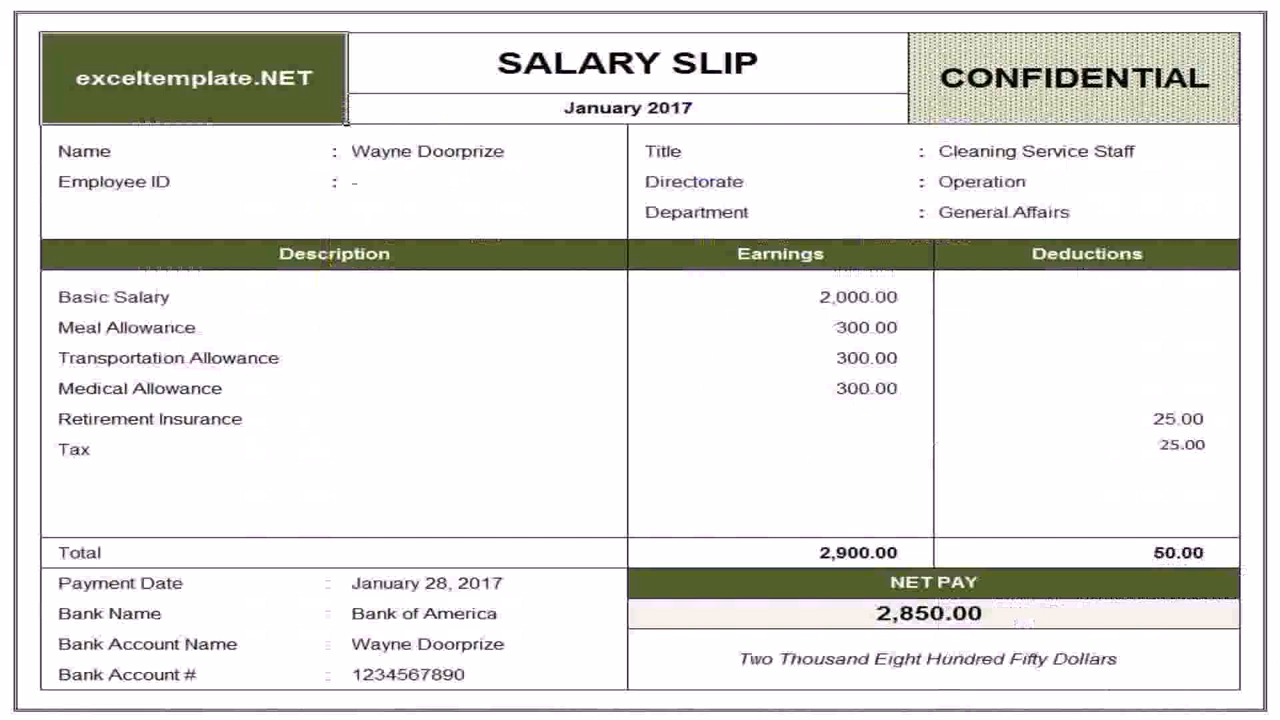 exceltemplate.NET
SALARY SLIP
CONFIDENTIAL
January 2017
Name : Wayne Doorprize Title : Cleaning Service Staff
Employee ID : - Directorate : Operation
Department : General Affairs
Description Earnings Deductions
Basic Salary 2,000.00
Meal Allowance 300.00
Transportation Allowance 300.00
Medical Allowance 300.00
Retirement Insurance 25.00
Tax 25.00
Total 2,900.00 50.00
Payment Date : January 28, 2017 NET PAY
Bank Name : Bank of America 2,850.00
Bank Account Name : Wayne Doorprize
Two Thousand Eight Hundred Fifty Dollars
Bank Account # : 1234567890